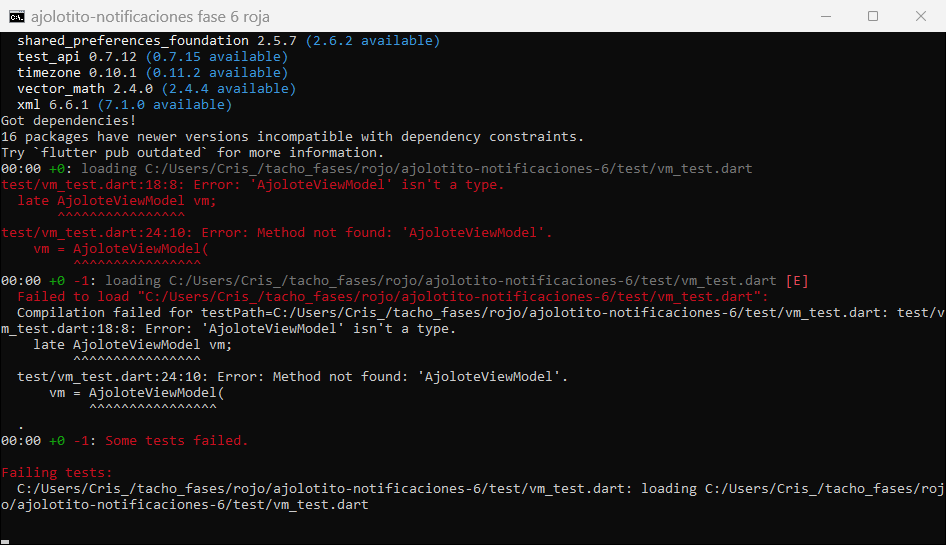 ajolotito-notificaciones fase 6 roja
shared_preferences_foundation 2.5.7 (2.6.2 available)
test_api 0.7.12 (0.7.15 available)
timezone 0.10.1 (0.11.2 available)
vector_math 2.4.0 (2.4.4 available)
xml 6.6.1 (7.1.0 available)
Got dependencies!
16 packages have newer versions incompatible with dependency constraints.
Try `flutter pub outdated` for more information.
00:00 +0: loading C:/Users/Cris_/tacho_fases/rojo/ajolotito-notificaciones-6/test/vm_test.dart
test/vm_test.dart:18:8: Error: 'AjoloteViewModel' isn't a type.
  late AjoloteViewModel vm;
       ^^^^^^^^^^^^^^^^
test/vm_test.dart:24:10: Error: Method not found: 'AjoloteViewModel'.
    vm = AjoloteViewModel(
         ^^^^^^^^^^^^^^^^
00:00 +0 -1: loading C:/Users/Cris_/tacho_fases/rojo/ajolotito-notificaciones-6/test/vm_test.dart [E]
  Failed to load "C:/Users/Cris_/tacho_fases/rojo/ajolotito-notificaciones-6/test/vm_test.dart":
  Compilation failed for testPath=C:/Users/Cris_/tacho_fases/rojo/ajolotito-notificaciones-6/test/vm_test.dart: test/v
m_test.dart:18:8: Error: 'AjoloteViewModel' isn't a type.
    late AjoloteViewModel vm;
         ^^^^^^^^^^^^^^^^
  test/vm_test.dart:24:10: Error: Method not found: 'AjoloteViewModel'.
      vm = AjoloteViewModel(
           ^^^^^^^^^^^^^^^^
  .
00:00 +0 -1: Some tests failed.
Failing tests:
  C:/Users/Cris_/tacho_fases/rojo/ajolotito-notificaciones-6/test/vm_test.dart: loading C:/Users/Cris_/tacho_fases/roj
o/ajolotito-notificaciones-6/test/vm_test.dart